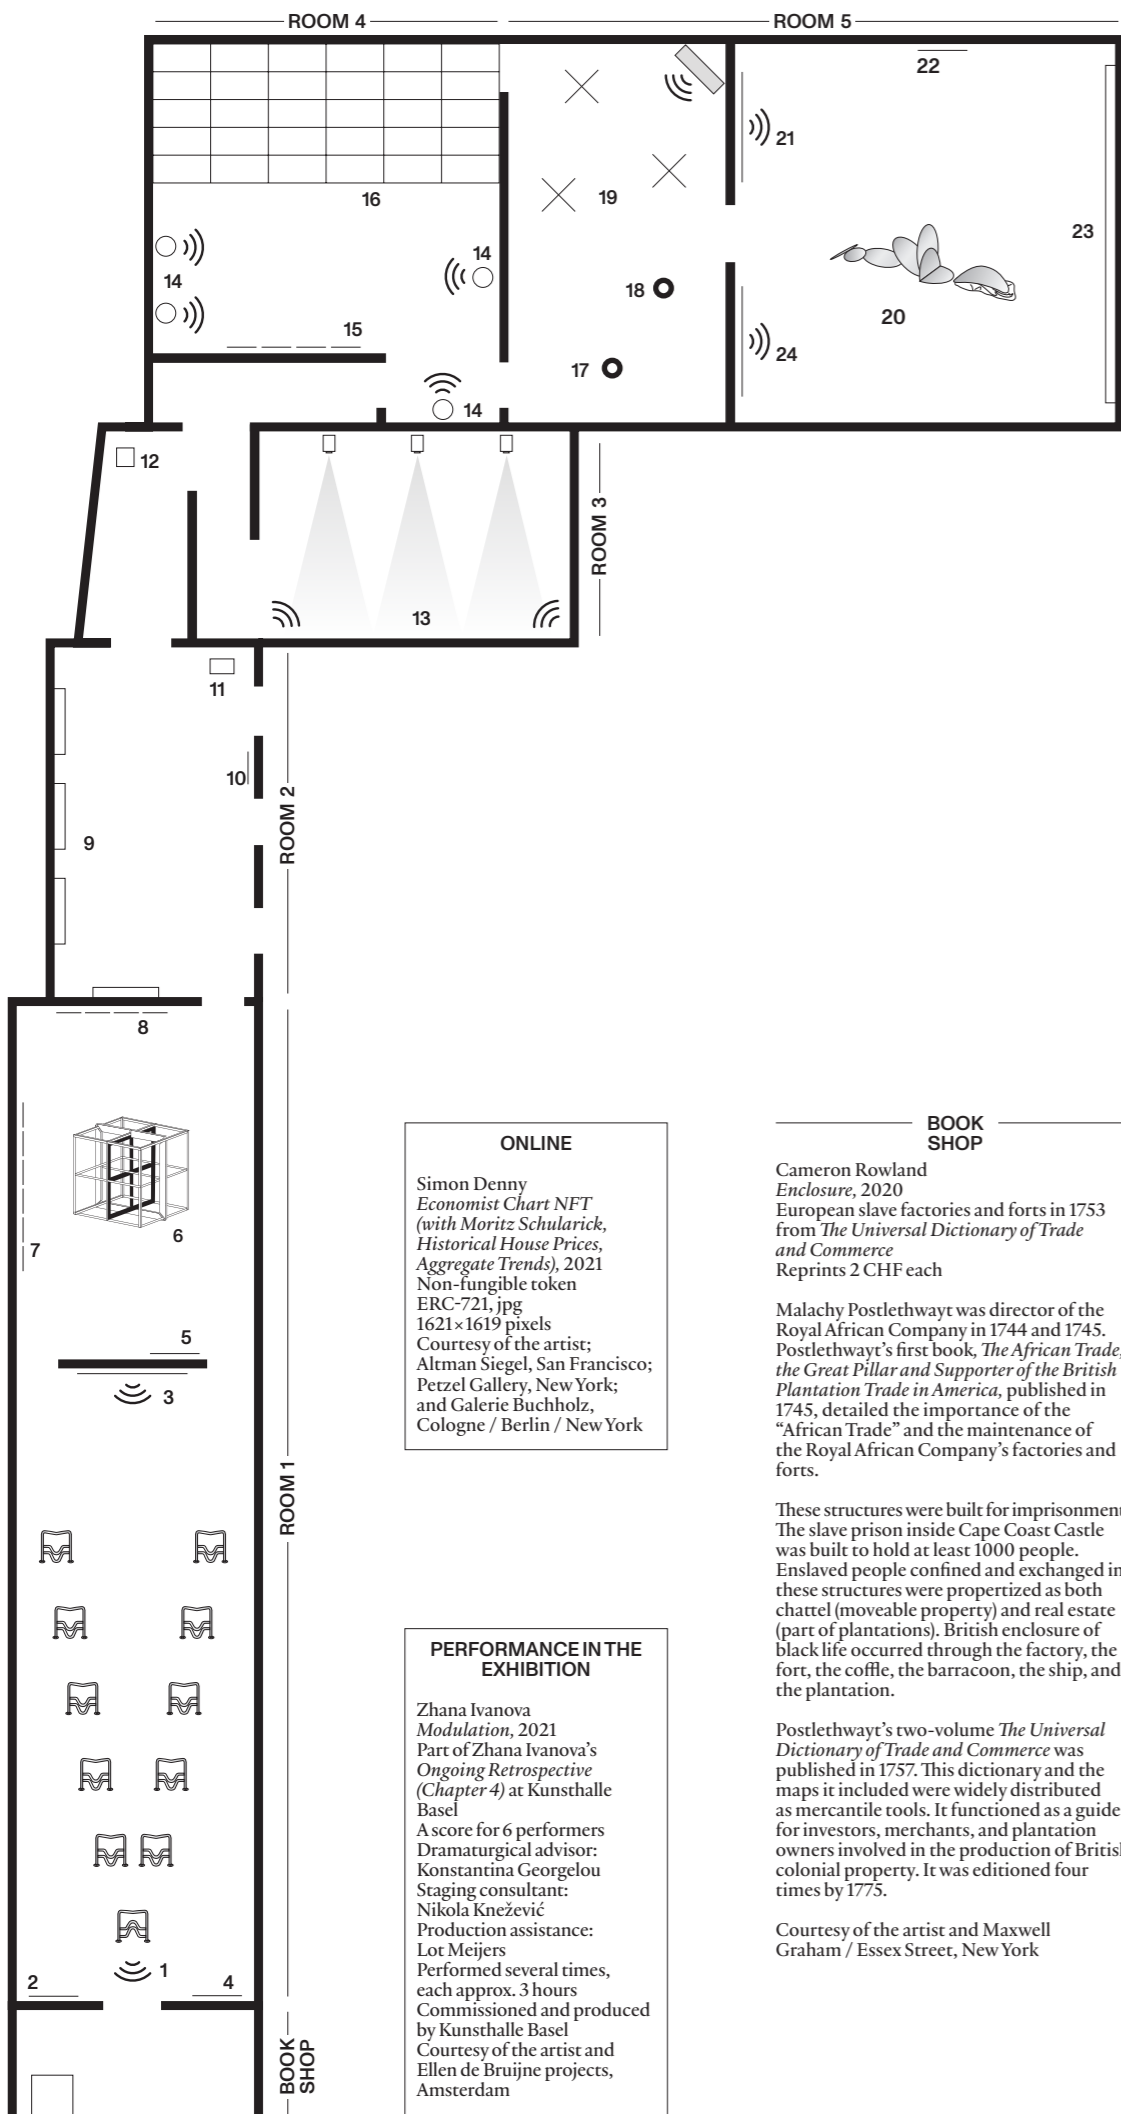 ROOM 4
ROOM 5
22
21
16
19
23
14
14
18
20
15
24
17
14
12
ROOM 3
13
11
10
ROOM 2
9
8
6
7
5
3
ROOM 1
1
2
4
BOOK
SHOP
ONLINE
Simon Denny
Economist Chart NFT
(with Moritz Schularick,
Historical House Prices,
Aggregate Trends), 2021
Non-fungible token
ERC-721, jpg
1621×1619 pixels
Courtesy of the artist;
Altman Siegel, San Francisco;
Petzel Gallery, New York;
and Galerie Buchholz,
Cologne / Berlin / New York
PERFORMANCE IN THE
EXHIBITION
Zhana Ivanova
Modulation, 2021
Part of Zhana Ivanova’s
Ongoing Retrospective
(Chapter 4) at Kunsthalle
Basel
A score for 6 performers
Dramaturgical advisor:
Konstantina Georgelou
Staging consultant:
Nikola Knežević
Production assistance:
Lot Meijers
Performed several times,
each approx. 3 hours
Commissioned and produced
by Kunsthalle Basel
Courtesy of the artist and
Ellen de Bruijne projects,
Amsterdam
BOOK
SHOP
Cameron Rowland
Enclosure, 2020
European slave factories and forts in 1753
from The Universal Dictionary of Trade
and Commerce
Reprints 2 CHF each
Malachy Postlethwayt was director of the
Royal African Company in 1744 and 1745.
Postlethwayt’s first book, The African Trade,
the Great Pillar and Supporter of the British
Plantation Trade in America, published in
1745, detailed the importance of the
“African Trade” and the maintenance of
the Royal African Company’s factories and
forts.
These structures were built for imprisonment
The slave prison inside Cape Coast Castle
was built to hold at least 1000 people.
Enslaved people confined and exchanged in
these structures were propertized as both
chattel (moveable property) and real estate
(part of plantations). British enclosure of
black life occurred through the factory, the
fort, the coffle, the barracoon, the ship, and
the plantation.
Postlethwayt’s two-volume The Universal
Dictionary of Trade and Commerce was
published in 1757. This dictionary and the
maps it included were widely distributed
as mercantile tools. It functioned as a guide
for investors, merchants, and plantation
owners involved in the production of British
colonial property. It was editioned four
times by 1775.
Courtesy of the artist and Maxwell
Graham / Essex Street, New York